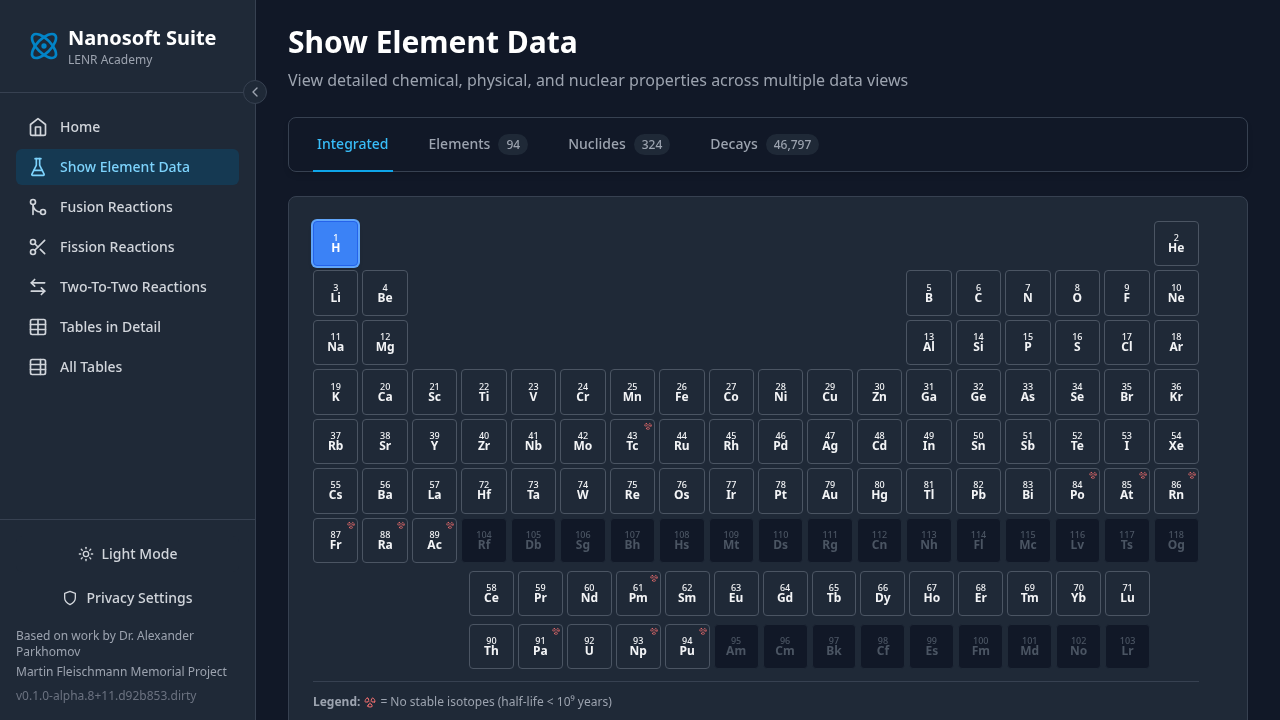 Nanosoft Suite
LENR Academy
Home
Show Element Data
Fusion Reactions
Fission Reactions
Two-To-Two Reactions
Tables in Detail
All Tables
Light Mode
Privacy Settings
Based on work by Dr. Alexander
Parkhomov
Martin Fleischmann Memorial Project
v0.1.0-alpha.8+11.d92b853.dirty
Show Element Data
View detailed chemical, physical, and nuclear properties across multiple data views
Integrated Elements 94 Nuclides 324 Decays 46,797
1 2
H He
3 4 5 6 7 8 9 10
Li Be B C N O F Ne
11 12 13 14 15 16 17 18
Na Mg Al Si P S Cl Ar
19 20 21 22 23 24 25 26 27 28 29 30 31 32 33 34 35 36
K Ca Sc Ti V Cr Mn Fe Co Ni Cu Zn Ga Ge As Se Br Kr
37 38 39 40 41 42 43 44 45 46 47 48 49 50 51 52 53 54
Rb Sr Y Zr Nb Mo Tc Ru Rh Pd Ag Cd In Sn Sb Te I Xe
55 56 57 72 73 74 75 76 77 78 79 80 81 82 83 84 85 86
Cs Ba La Hf Ta W Re Os Ir Pt Au Hg Tl Pb Bi Po At Rn
87 88 89 104 105 106 107 108 109 110 111 112 113 114 115 116 117 118
Fr Ra Ac Rf Db Sg Bh Hs Mt Ds Rg Cn Nh Fl Mc Lv Ts Og
58 59 60 61 62 63 64 65 66 67 68 69 70 71
Ce Pr Nd Pm Sm Eu Gd Tb Dy Ho Er Tm Yb Lu
90 91 92 93 94 95 96 97 98 99 100 101 102 103
Th Pa U Np Pu Am Cm Bk Cf Es Fm Md No Lr
Legend: = No stable isotopes (half-life < 10⁹ years)